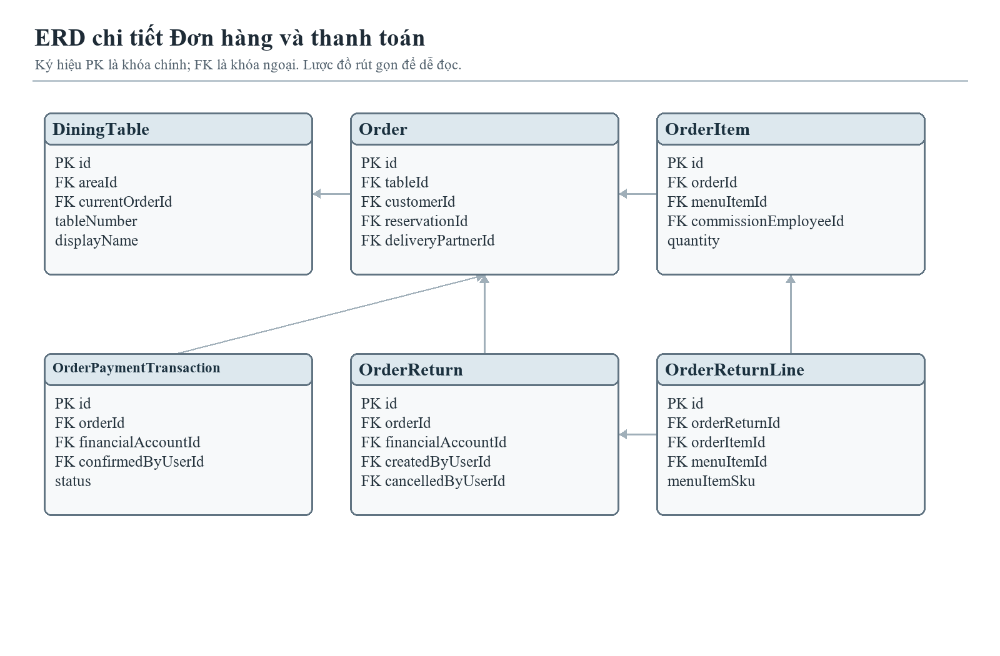 ERD chi tiết Đơn hàng và thanh toán
Ký hiệu PK là khóa chính; FK là khóa ngoại. Lược đồ rút gọn để dễ đọc.
DiningTable
PK id
FK areaId
FK currentOrderId
tableNumber
displayName
Order
PK id
FK tableId
FK customerId
FK reservationId
FK deliveryPartnerId
OrderItem
PK id
FK orderId
FK menuItemId
FK commissionEmployeeId
quantity
OrderPaymentTransaction
PK id
FK orderId
FK financialAccountId
FK confirmedByUserId
status
OrderReturn
PK id
FK orderId
FK financialAccountId
FK createdByUserId
FK cancelledByUserId
OrderReturnLine
PK id
FK orderReturnId
FK orderItemId
FK menuItemId
menuItemSku